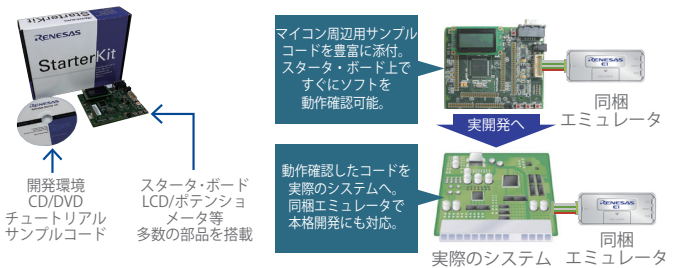 RENESAS
StarterKit
RENESAS
開発環境
CD/DVD
チュートリアル
サンプルコード
スタータ・ボード
LCD/ポテンショ
メータ等
多数の部品を搭載
マイコン周辺用サンプル
コードを豊富に添付。
スタータ・ボード上で
すぐにソフトを
動作確認可能。
RENESAS
E1
同梱
エミュレータ
実開発へ
動作確認したコードを
実際のシステムへ。
同梱エミュレータで
本格開発にも対応。
RENESAS
E1
実際のシステム
同梱
エミュレータ